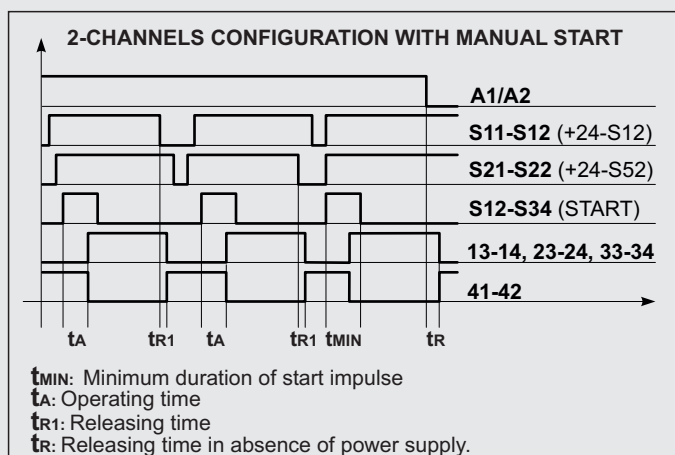 2-CHANNELS CONFIGURATION WITH MANUAL START
A1/A2
S11-S12 (+24-S12)
S21-S22 (+24-S52)
S12-S34 (START)
13-14, 23-24, 33-34
41-42
tA tR1 tA tR1 tMIN tR
tMIN: Minimum duration of start impulse
tA: Operating time
tR1: Releasing time
tR: Releasing time in absence of power supply.